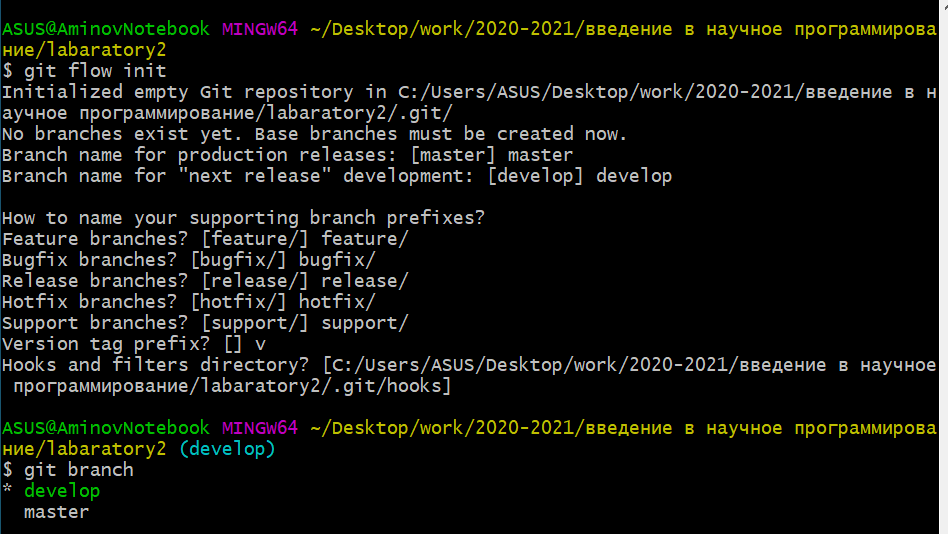 ASUS@AminovNotebook MINGW64 ~/Desktop/work/2020-2021/введение в научное программирова
ние/labaratory2
$ git flow init
Initialized empty Git repository in C:/Users/ASUS/Desktop/work/2020-2021/введение в н
аучное программирование/labaratory2/.git/
No branches exist yet. Base branches must be created now.
Branch name for production releases: [master] master
Branch name for "next release" development: [develop] develop

How to name your supporting branch prefixes?
Feature branches? [feature/] feature/
Bugfix branches? [bugfix/] bugfix/
Release branches? [release/] release/
Hotfix branches? [hotfix/] hotfix/
Support branches? [support/] support/
Version tag prefix? [] v
Hooks and filters directory? [C:/Users/ASUS/Desktop/work/2020-2021/введение в научное
 программирование/labaratory2/.git/hooks]

ASUS@AminovNotebook MINGW64 ~/Desktop/work/2020-2021/введение в научное программирова
ние/labaratory2 (develop)
$ git branch
* develop
  master